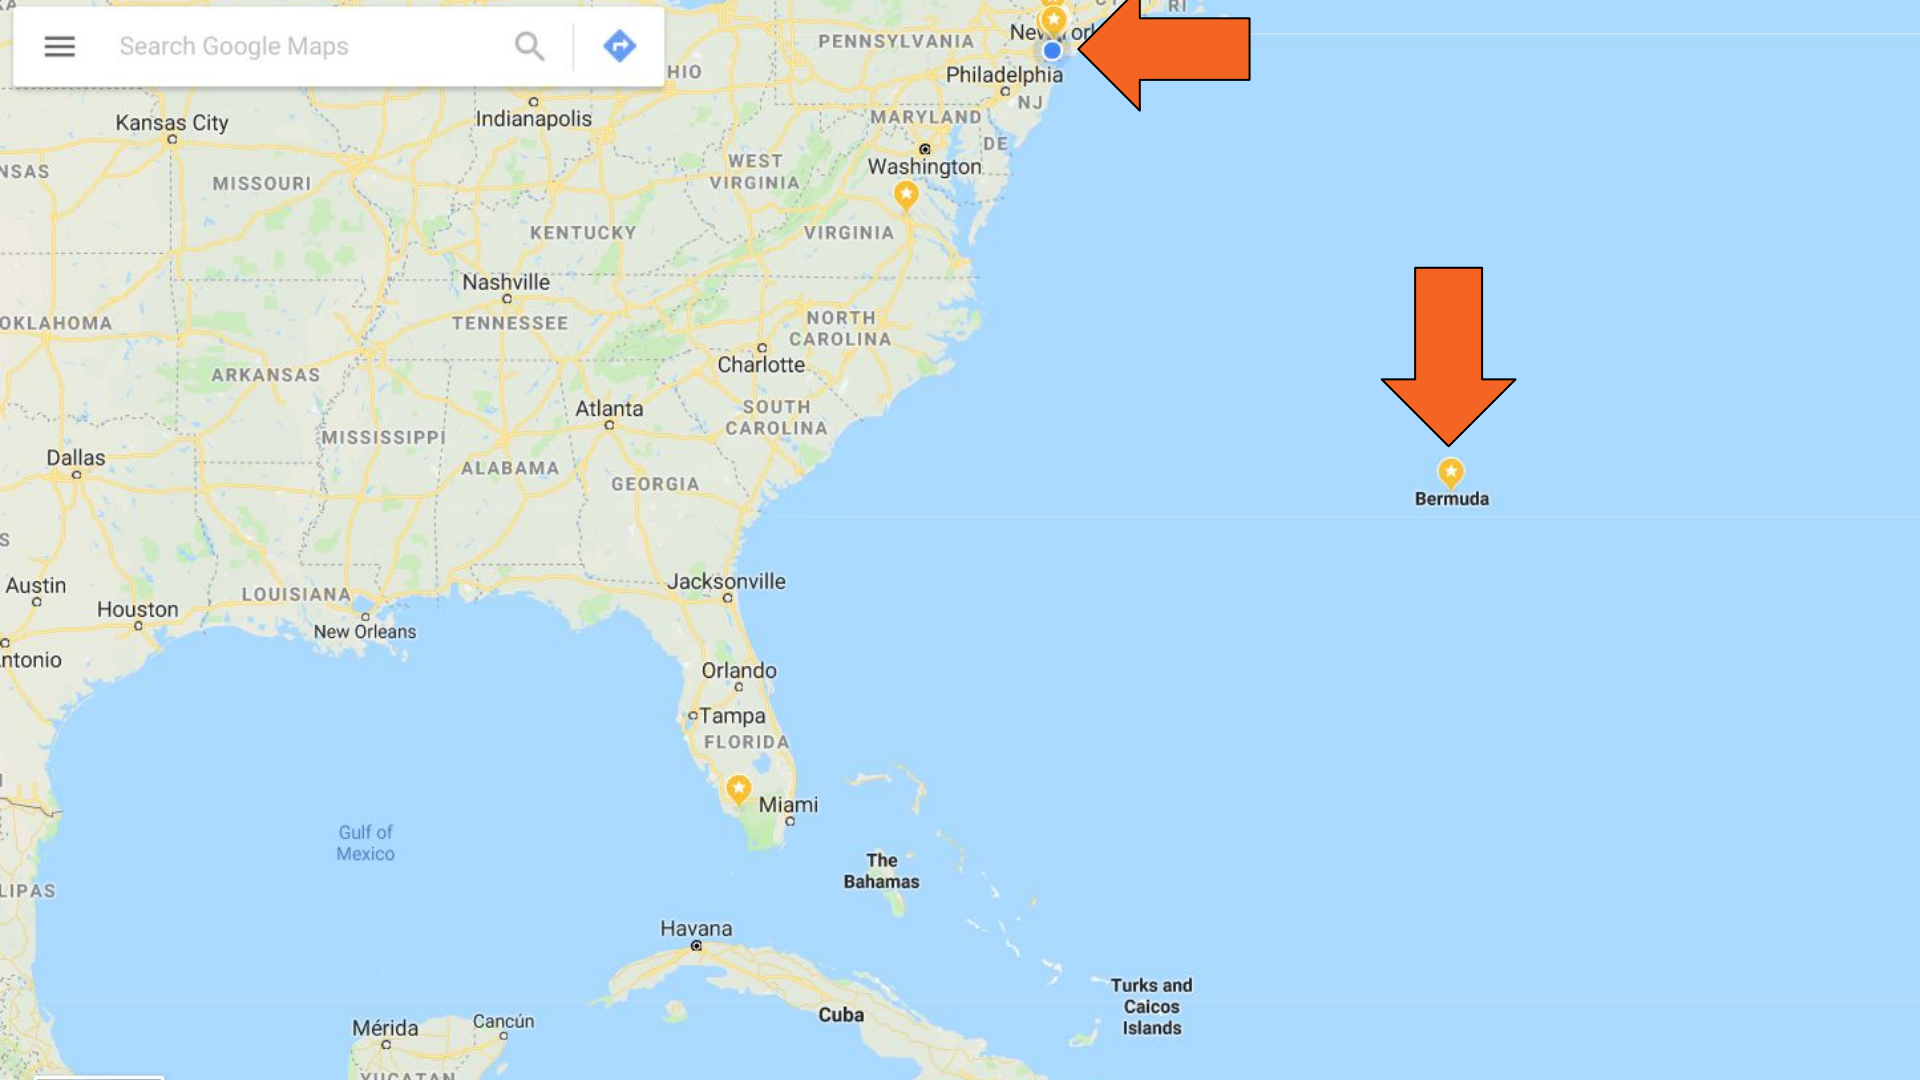 Search Google Maps
PENNSYLVANIA
Philadelphia
NJ
RI
Kansas City
Indianapolis
MARYLAND
DE
Washington
WEST
VIRGINIA
MISSOURI
KENTUCKY
VIRGINIA
Nashville
TENNESSEE
OKLAHOMA
NORTH
CAROLINA
Charlotte
ARKANSAS
Atlanta
SOUTH
CAROLINA
MISSISSIPPI
Dallas
ALABAMA
GEORGIA
Bermuda
Austin
Houston
LOUISIANA
New Orleans
Jacksonville
ntonio
Orlando
Tampa
FLORIDA
Miami
Gulf of
Mexico
The
Bahamas
LIPAS
Havana
Turks and
Caicos
Islands
Cuba
Mérida
Cancún
YUCATAN